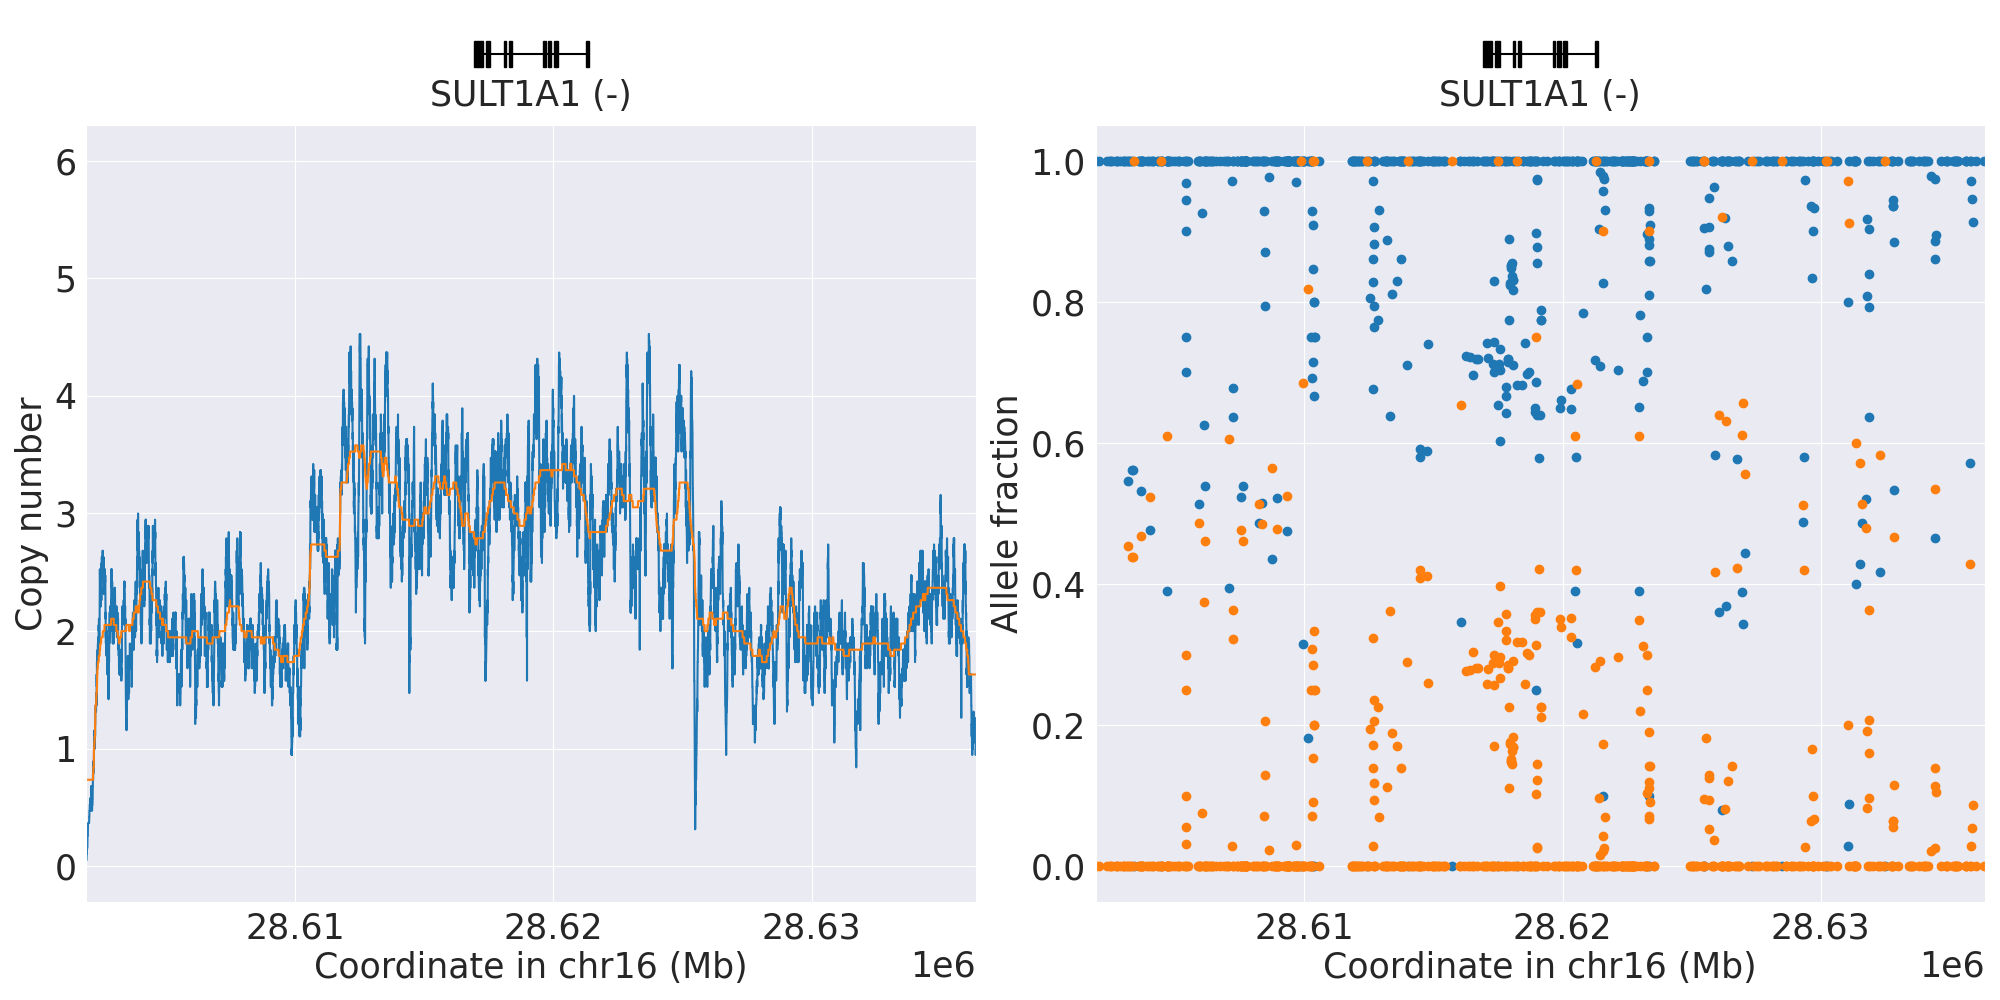 SULT1A1 (-)
Copy number
6
5
4
3
2
1
0
28.61
28.62
28.63
Coordinate in chr16 (Mb)
1e6
SULT1A1 (-)
Allele fraction
1.0
0.8
0.6
0.4
0.2
0.0
28.61
28.62
28.63
Coordinate in chr16 (Mb)
1e6